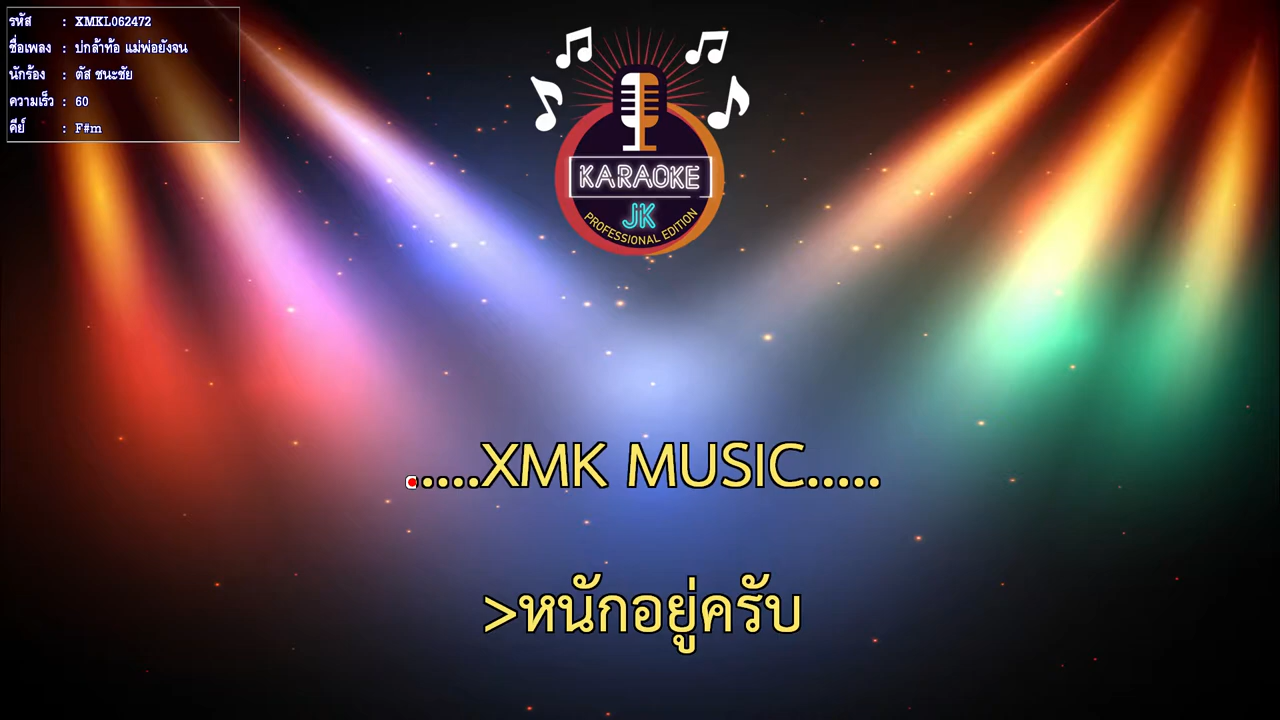 รหัส : XMKL062472
ชื่อเพลง : บ่กล้าท้อ แม่พ่อยังจน
นักร้อง : ตัส ชนะชัย
ความเร็ว : 60
คีย์ : F#m
KARAOKE
JK
PROFESSIONAL EDITION
.....XMK MUSIC.....
>หนักอยู่ครับ